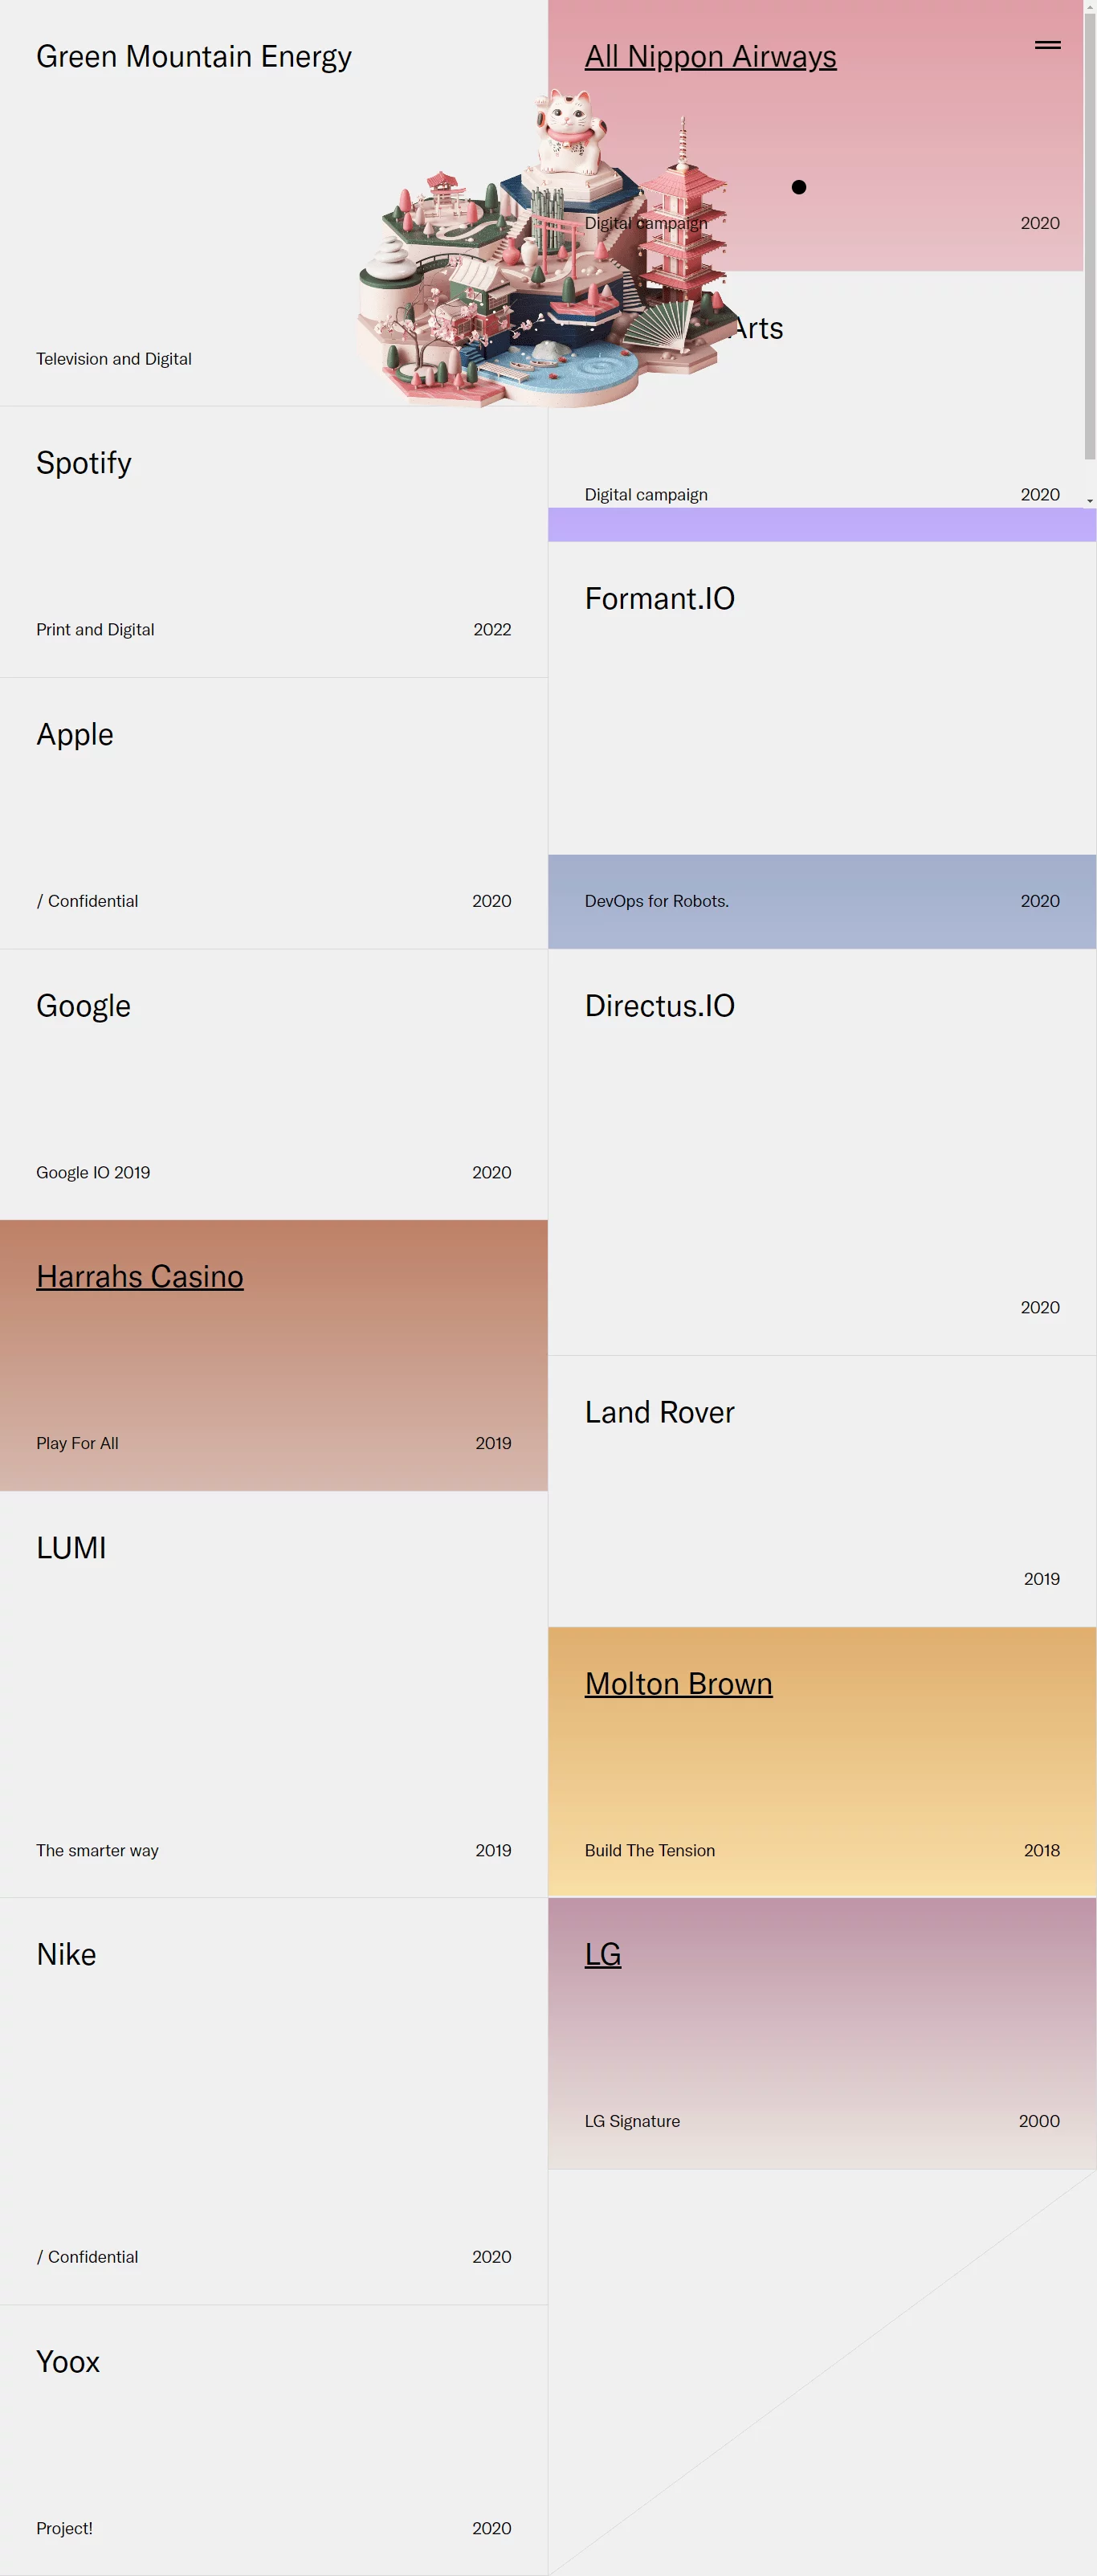 Green Mountain Energy
Television and Digital
Spotify
Print and Digital 2022
Apple
/ Confidential 2020
Google
Google IO 2019 2020
Harrahs Casino
Play For All 2019
LUMI
The smarter way 2019
Nike
/ Confidential 2020
Yoox
Project! 2020
All Nippon Airways
Digital campaign 2020
Arts
Digital campaign 2020
Formant.IO
DevOps for Robots. 2020
Directus.IO
2020
Land Rover
2019
Molton Brown
Build The Tension 2018
LG
LG Signature 2000